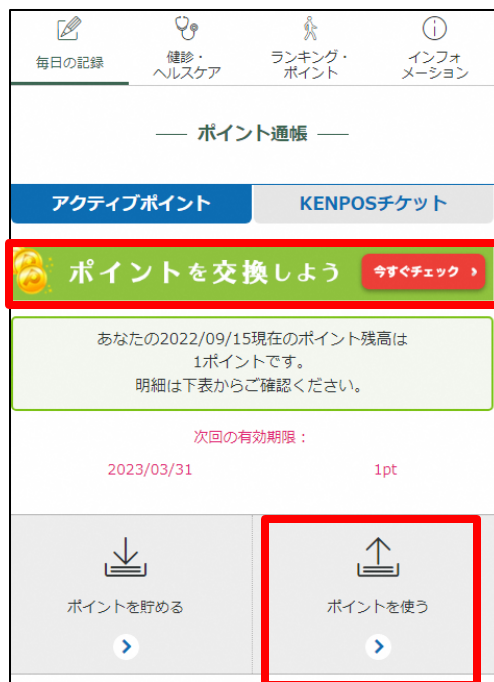 毎日の記録
健診・
ヘルスケア
ランキング・
ポイント
インフォ
メーション
ポイント通帳
アクティブポイント
KENPOSチケット
ポイントを交換しよう 今すぐチェック
あなたの2022/09/15現在のポイント残高は
1ポイントです。
明細は下表からご確認ください。
次回の有効期限：
2023/03/31 1pt
ポイントを貯める
ポイントを使う